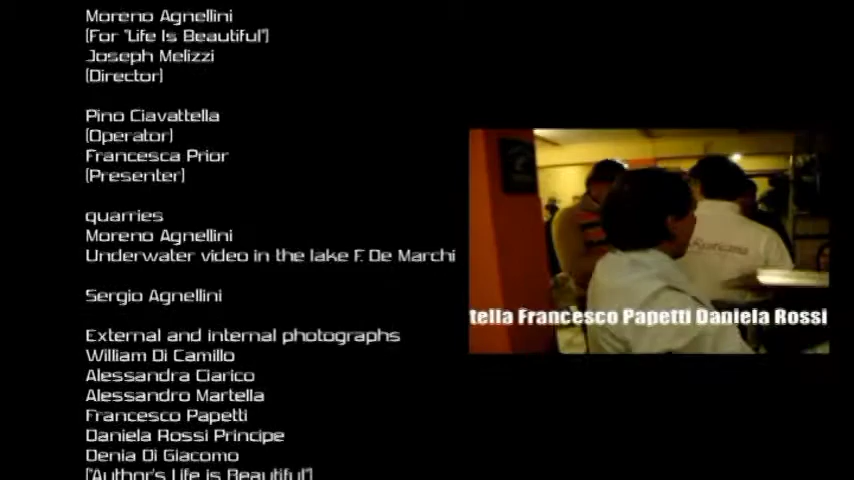 Moreno Agnellini
(For "Life Is Beautiful")
Joseph Melizzi
(Director)
Pino Ciavattella
(Operator)
Francesca Prior
(Presenter)
quarries
Moreno Agnellini
Underwater video in the lake F. De Marchi
Sergio Agnellini
External and internal photographs
William Di Camillo
Alessandra Ciarico
Alessandro Martella
Francesco Papetti
Daniela Rossi Principe
Denia Di Giacomo
("Author's Life is Beautiful")
tella Francesco Papetti Daniela Rossi